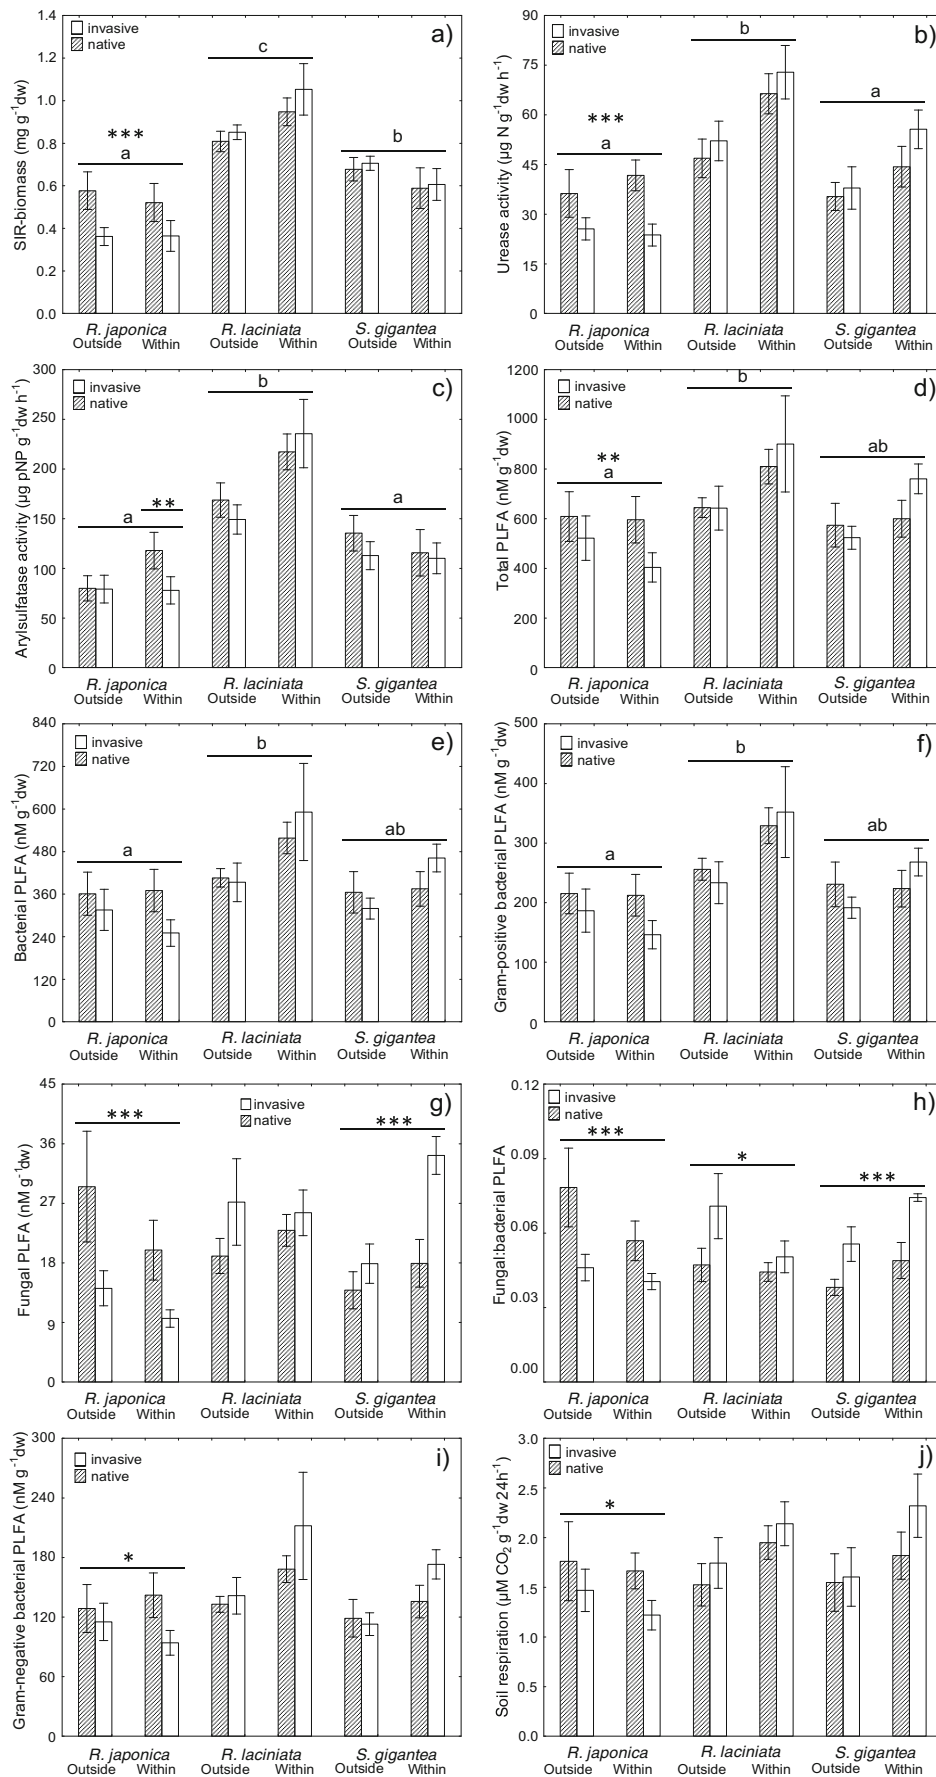 a)
invasive
native
SIR-biomass (mg g⁻¹dw)
1.4
1.2
1.0
0.8
0.6
0.4
0.2
0.0
***
a
c
b
R. japonica R. laciniata S. gigantea
Outside Within Outside Within Outside Within
b)
invasive
native
Urease activity (µg N g⁻¹dw h⁻¹)
90
75
60
45
30
15
0
***
a
b
a
R. japonica R. laciniata S. gigantea
Outside Within Outside Within Outside Within
c)
invasive
native
Arylsulfatase activity (µg pNP g⁻¹dw h⁻¹)
300
250
200
150
100
50
0
a
**
b
a
R. japonica R. laciniata S. gigantea
Outside Within Outside Within Outside Within
d)
invasive
native
Total PLFA (nM g⁻¹dw)
1200
1000
800
600
400
200
0
**
a
b
ab
R. japonica R. laciniata S. gigantea
Outside Within Outside Within Outside Within
e)
invasive
native
Bacterial PLFA (nM g⁻¹dw)
840
720
600
480
360
240
120
0
a
b
ab
R. japonica R. laciniata S. gigantea
Outside Within Outside Within Outside Within
f)
invasive
native
Gram-positive bacterial PLFA (nM g⁻¹dw)
500
400
300
200
100
0
a
b
ab
R. japonica R. laciniata S. gigantea
Outside Within Outside Within Outside Within
g)
invasive
native
Fungal PLFA (nM g⁻¹dw)
45
36
27
18
9
0
***
***
R. japonica R. laciniata S. gigantea
Outside Within Outside Within Outside Within
h)
invasive
native
Fungal:bacterial PLFA
0.12
0.09
0.06
0.03
0.00
***
*
***
R. japonica R. laciniata S. gigantea
Outside Within Outside Within Outside Within
i)
invasive
native
Gram-negative bacterial PLFA (nM g⁻¹dw)
300
240
180
120
60
0
*
R. japonica R. laciniata S. gigantea
Outside Within Outside Within Outside Within
j)
invasive
native
Soil respiration (µM CO₂ g⁻¹dw 24h⁻¹)
3.0
2.5
2.0
1.5
1.0
0.5
0.0
*
R. japonica R. laciniata S. gigantea
Outside Within Outside Within Outside Within